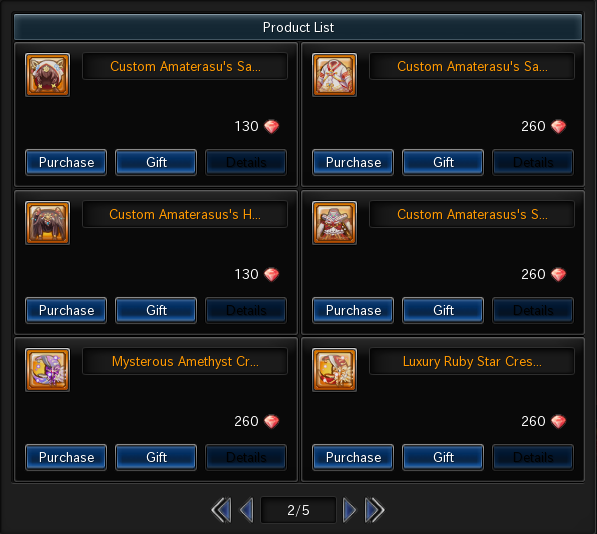 Product List
Custom Amaterasu's Sa...
130
Purchase Gift Details
Custom Amaterasu's Sa...
260
Purchase Gift Details
Custom Amaterasus's H...
130
Purchase Gift Details
Custom Amaterasus's S...
260
Purchase Gift Details
Mysterous Amethyst Cr...
260
Purchase Gift Details
Luxury Ruby Star Cres...
260
Purchase Gift Details
2/5